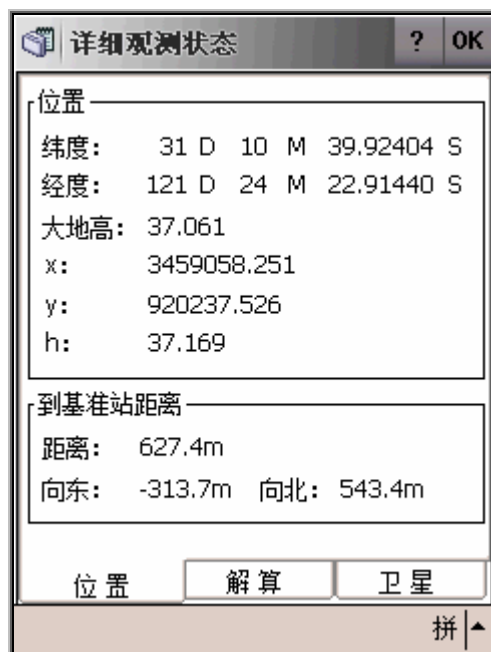 详细观测状态 ? OK
位置
纬度: 31 D 10 M 39.92404 S
经度: 121 D 24 M 22.91440 S
大地高: 37.061
x: 3459058.251
y: 920237.526
h: 37.169
到基准站距离
距离: 627.4m
向东: -313.7m 向北: 543.4m
位置 解算 卫星
拼